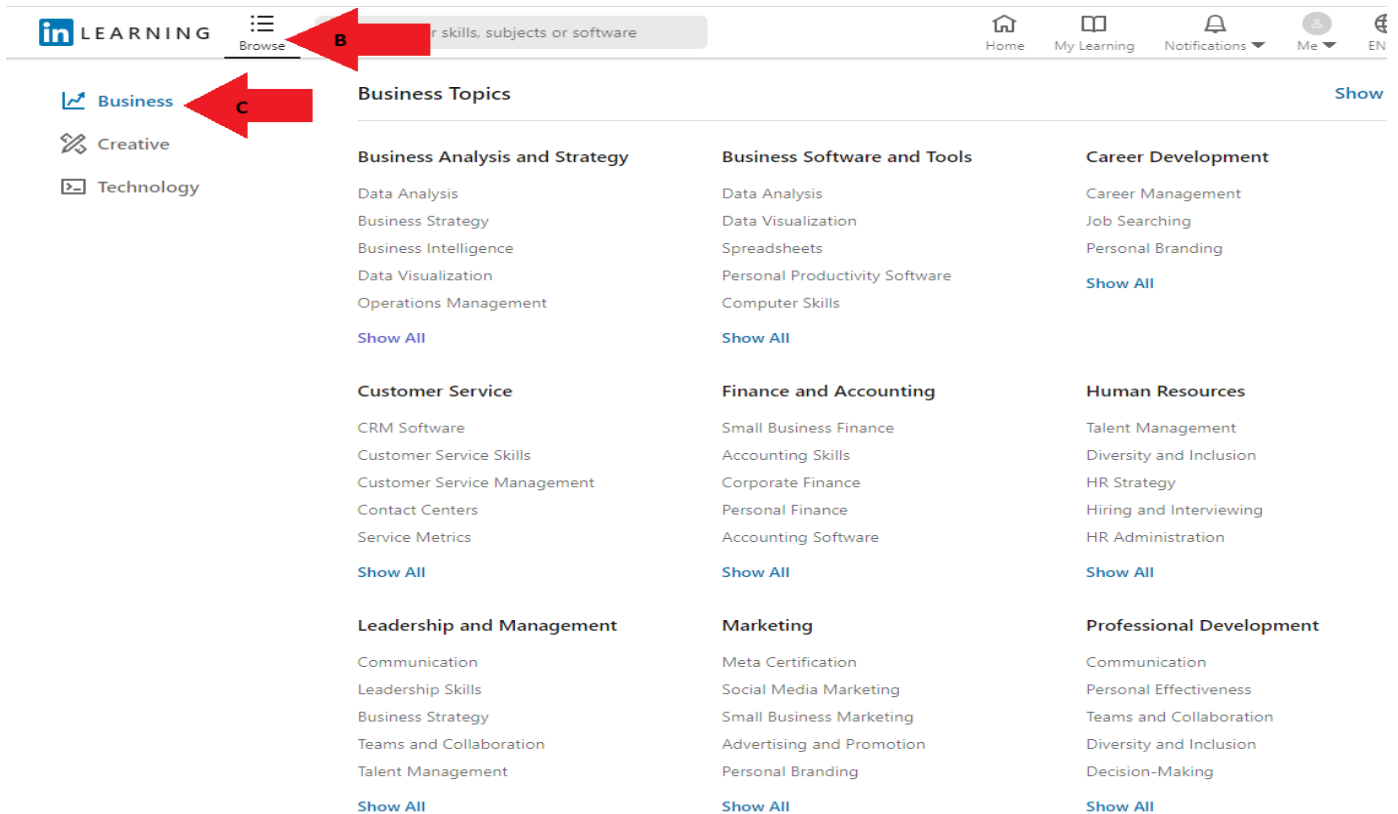 in LEARNING
Browse
B
r skills, subjects or software
Home
My Learning
Notifications
Me
EN
Business
C
Creative
Technology
Business Topics
Show
Business Analysis and Strategy
Data Analysis
Business Strategy
Business Intelligence
Data Visualization
Operations Management
Show All
Business Software and Tools
Data Analysis
Data Visualization
Spreadsheets
Personal Productivity Software
Computer Skills
Show All
Career Development
Career Management
Job Searching
Personal Branding
Show All
Customer Service
CRM Software
Customer Service Skills
Customer Service Management
Contact Centers
Service Metrics
Show All
Finance and Accounting
Small Business Finance
Accounting Skills
Corporate Finance
Personal Finance
Accounting Software
Show All
Human Resources
Talent Management
Diversity and Inclusion
HR Strategy
Hiring and Interviewing
HR Administration
Show All
Leadership and Management
Communication
Leadership Skills
Business Strategy
Teams and Collaboration
Talent Management
Show All
Marketing
Meta Certification
Social Media Marketing
Small Business Marketing
Advertising and Promotion
Personal Branding
Show All
Professional Development
Communication
Personal Effectiveness
Teams and Collaboration
Diversity and Inclusion
Decision-Making
Show All